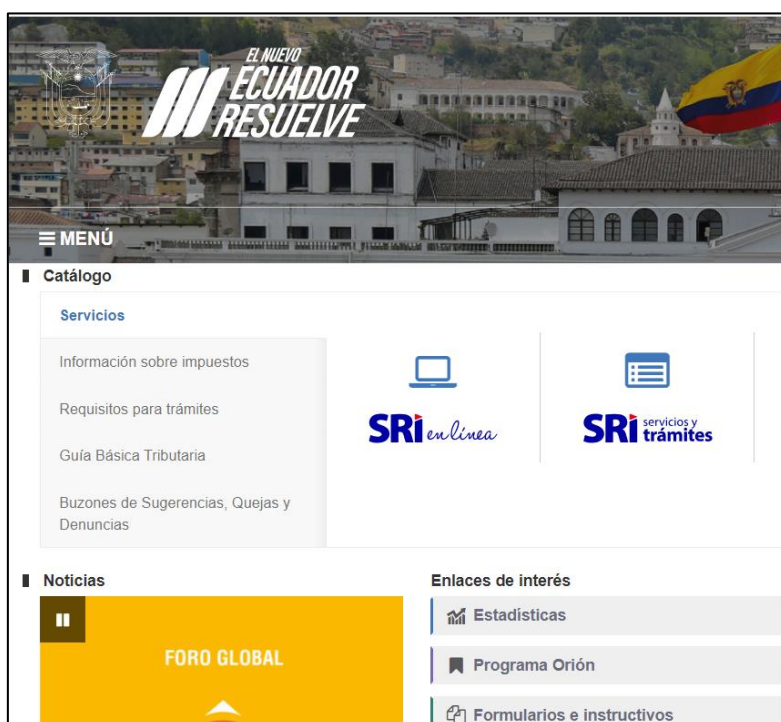 EL NUEVO
ECUADOR
RESUELVE
MENÚ
Catálogo
Servicios
Información sobre impuestos
Requisitos para trámites
Guía Básica Tributaria
Buzones de Sugerencias, Quejas y
Denuncias
SRi en línea
SRi servicios y
trámites
Noticias
FORO GLOBAL
Enlaces de interés
Estadísticas
Programa Orión
Formularios e instructivos